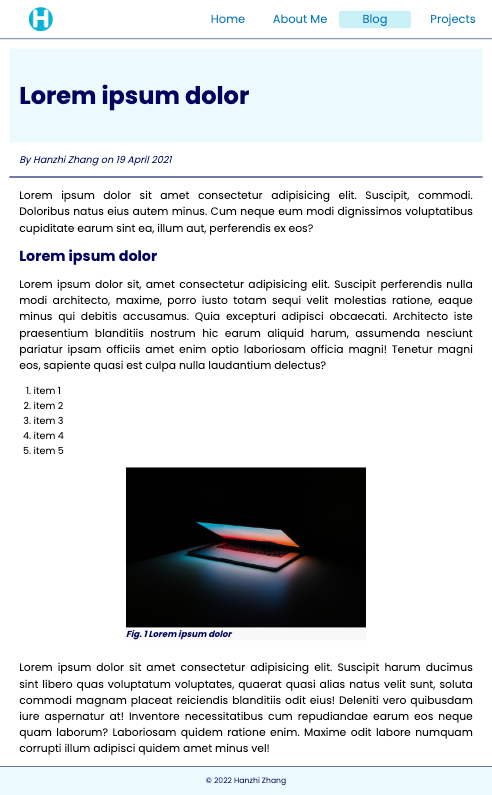 H
Home About Me Blog Projects
Lorem ipsum dolor
By Hanzhi Zhang on 19 April 2021
Lorem ipsum dolor sit amet consectetur adipisicing elit. Suscipit, commodi.
Doloribus natus eius autem minus. Cum neque eum modi dignissimos voluptatibus
cupiditate earum sint ea, illum aut, perferendis ex eos?
Lorem ipsum dolor
Lorem ipsum dolor sit, amet consectetur adipisicing elit. Suscipit perferendis nulla
modi architecto, maxime, porro iusto totam sequi velit molestias ratione, eaque
minus qui debitis accusamus. Quia excepturi adipisci obcaecati. Architecto iste
praesentium blanditiis nostrum hic earum aliquid harum, assumenda nesciunt
pariatur ipsam officiis amet enim optio laboriosam officia magni! Tenetur magni
eos, sapiente quasi est culpa nulla laudantium delectus?
1. item 1
2. item 2
3. item 3
4. item 4
5. item 5
Fig. 1 Lorem ipsum dolor
Lorem ipsum dolor sit amet consectetur adipisicing elit. Suscipit harum ducimus
sint libero quas voluptatum voluptates, quaerat quasi alias natus velit sunt, soluta
commodi magnam placeat reiciendis blanditiis odit eius! Deleniti vero quibusdam
iure aspernatur at! Inventore necessitatibus cum repudiandae earum eos neque
quam laborum? Laboriosam quidem ratione enim. Maxime odit labore numquam
corrupti illum adipisci quidem amet minus vel!
© 2022 Hanzhi Zhang